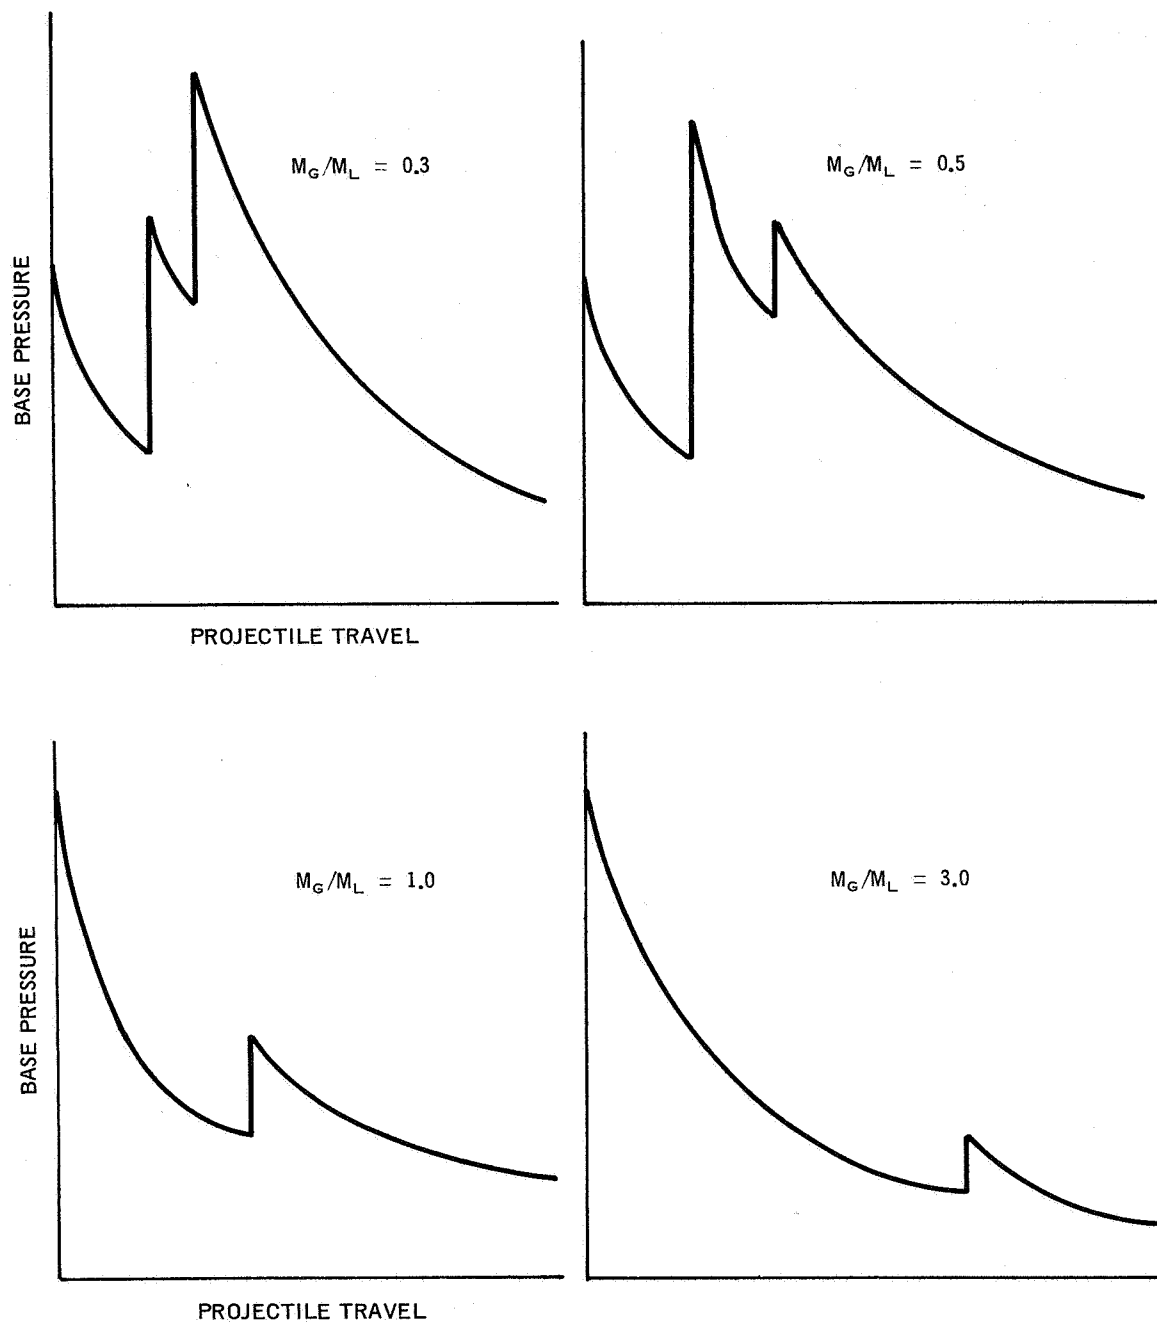 M_G/M_L = 0.3
M_G/M_L = 0.5
BASE PRESSURE
PROJECTILE TRAVEL
M_G/M_L = 1.0
M_G/M_L = 3.0
BASE PRESSURE
PROJECTILE TRAVEL